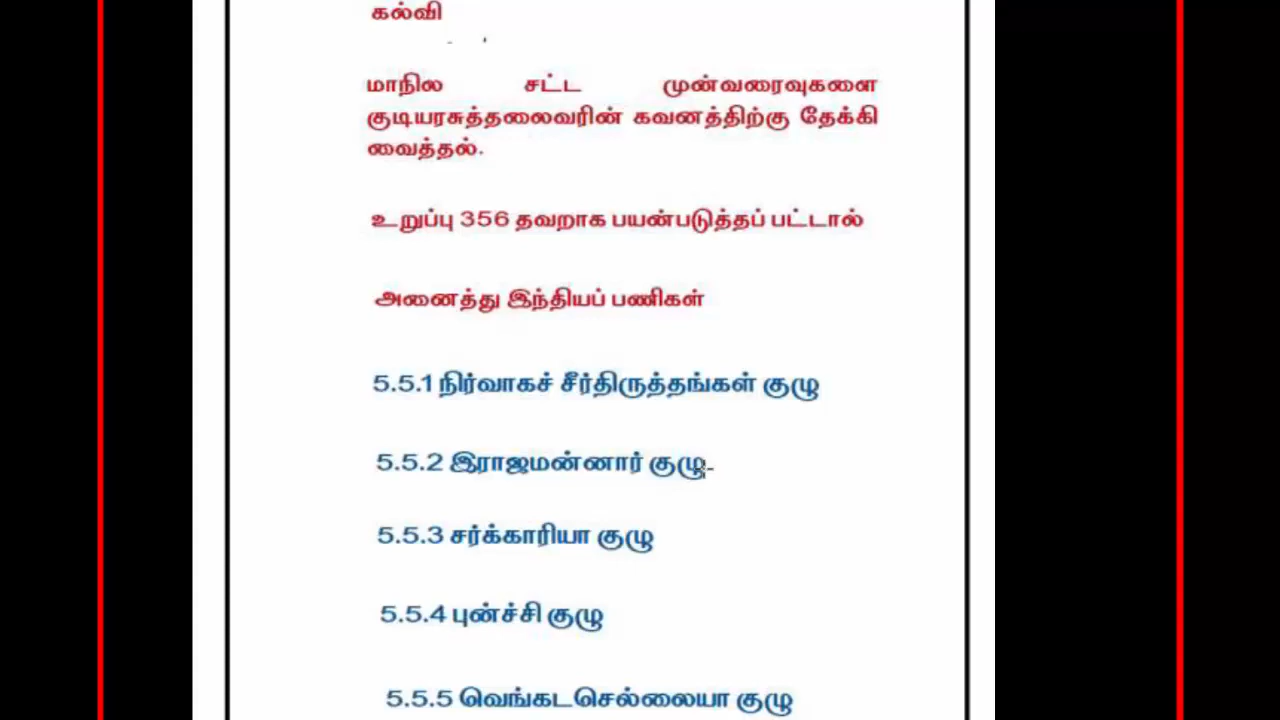 கல்வி
மாநில சட்ட முன்வரைவுகளை
குடியரசுத்தலைவரின் கவனத்திற்கு தேக்கி
வைத்தல்.
உறுப்பு 356 தவறாக பயன்படுத்தப் பட்டால்
அனைத்து இந்தியப் பணிகள்
5.5.1 நிர்வாகச் சீர்திருத்தங்கள் குழு
5.5.2 இராஜமன்னார் குழு-
5.5.3 சர்க்காரியா குழு
5.5.4 புன்ச்சி குழு
5.5.5 வெங்கடசெல்லையா குழு